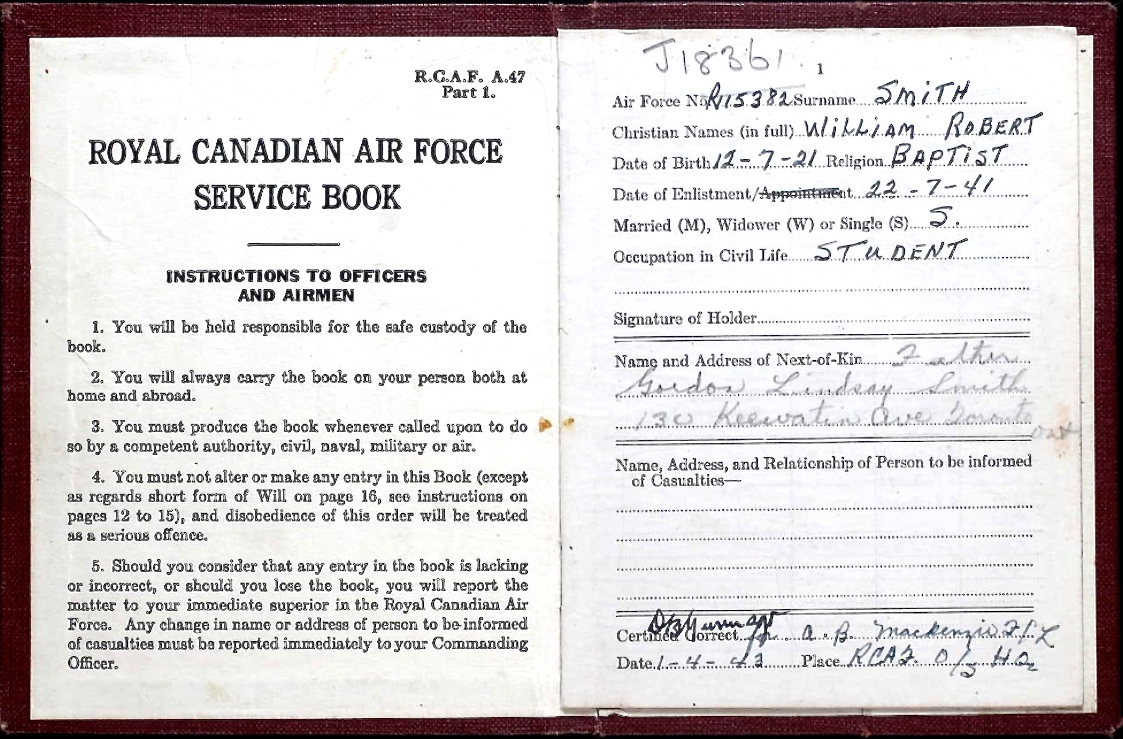 R.C.A.F. A.47
Part 1.
ROYAL CANADIAN AIR FORCE
SERVICE BOOK
INSTRUCTIONS TO OFFICERS
AND AIRMEN
1. You will be held responsible for the safe custody of the
book.
2. You will always carry the book on your person both at
home and abroad.
3. You must produce the book whenever called upon to do
so by a competent authority, civil, naval, military or air.
4. You must not alter or make any entry in this Book (except
as regards short form of Will on page 16, see instructions on
pages 12 to 15), and disobedience of this order will be treated
as a serious offence.
5. Should you consider that any entry in the book is lacking
or incorrect, or should you lose the book, you will report the
matter to your immediate superior in the Royal Canadian Air
Force. Any change in name or address of person to be informed
of casualties must be reported immediately to your Commanding
Officer.
J18361
1
Air Force No. R115382 Surname SMITH
Christian Names (in full) WILLIAM ROBERT
Date of Birth 12-7-21 Religion BAPTIST
Date of Enlistment/Appointment 22-7-41
Married (M), Widower (W) or Single (S) S.
Occupation in Civil Life STUDENT
Signature of Holder
Name and Address of Next-of-Kin Father
Gordon Lindsay Smith
130 Keewatin Ave Toronto
Ont
Name, Address, and Relationship of Person to be informed
of Casualties—
Certified Correct for A. B. Mackenzie F/L
Date 1-4-43 Place RCAF. O/S HQ